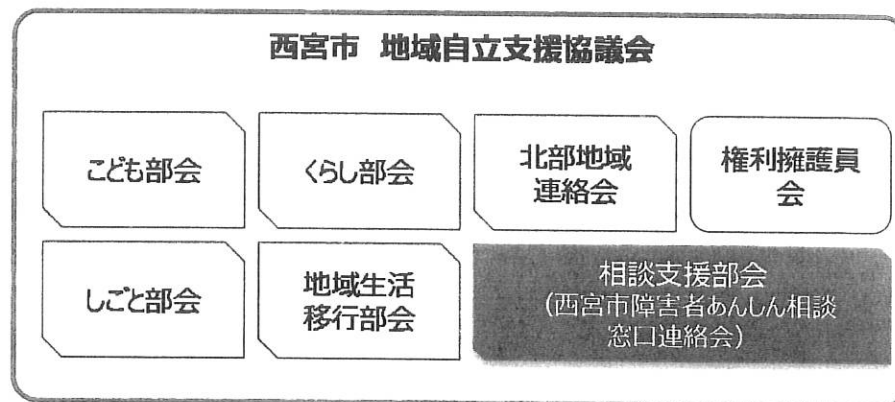 西宮市 地域自立支援協議会
こども部会
くらし部会
北部地域
連絡会
権利擁護員
会
しごと部会
地域生活
移行部会
相談支援部会
(西宮市障害者あんしん相談
窓口連絡会)